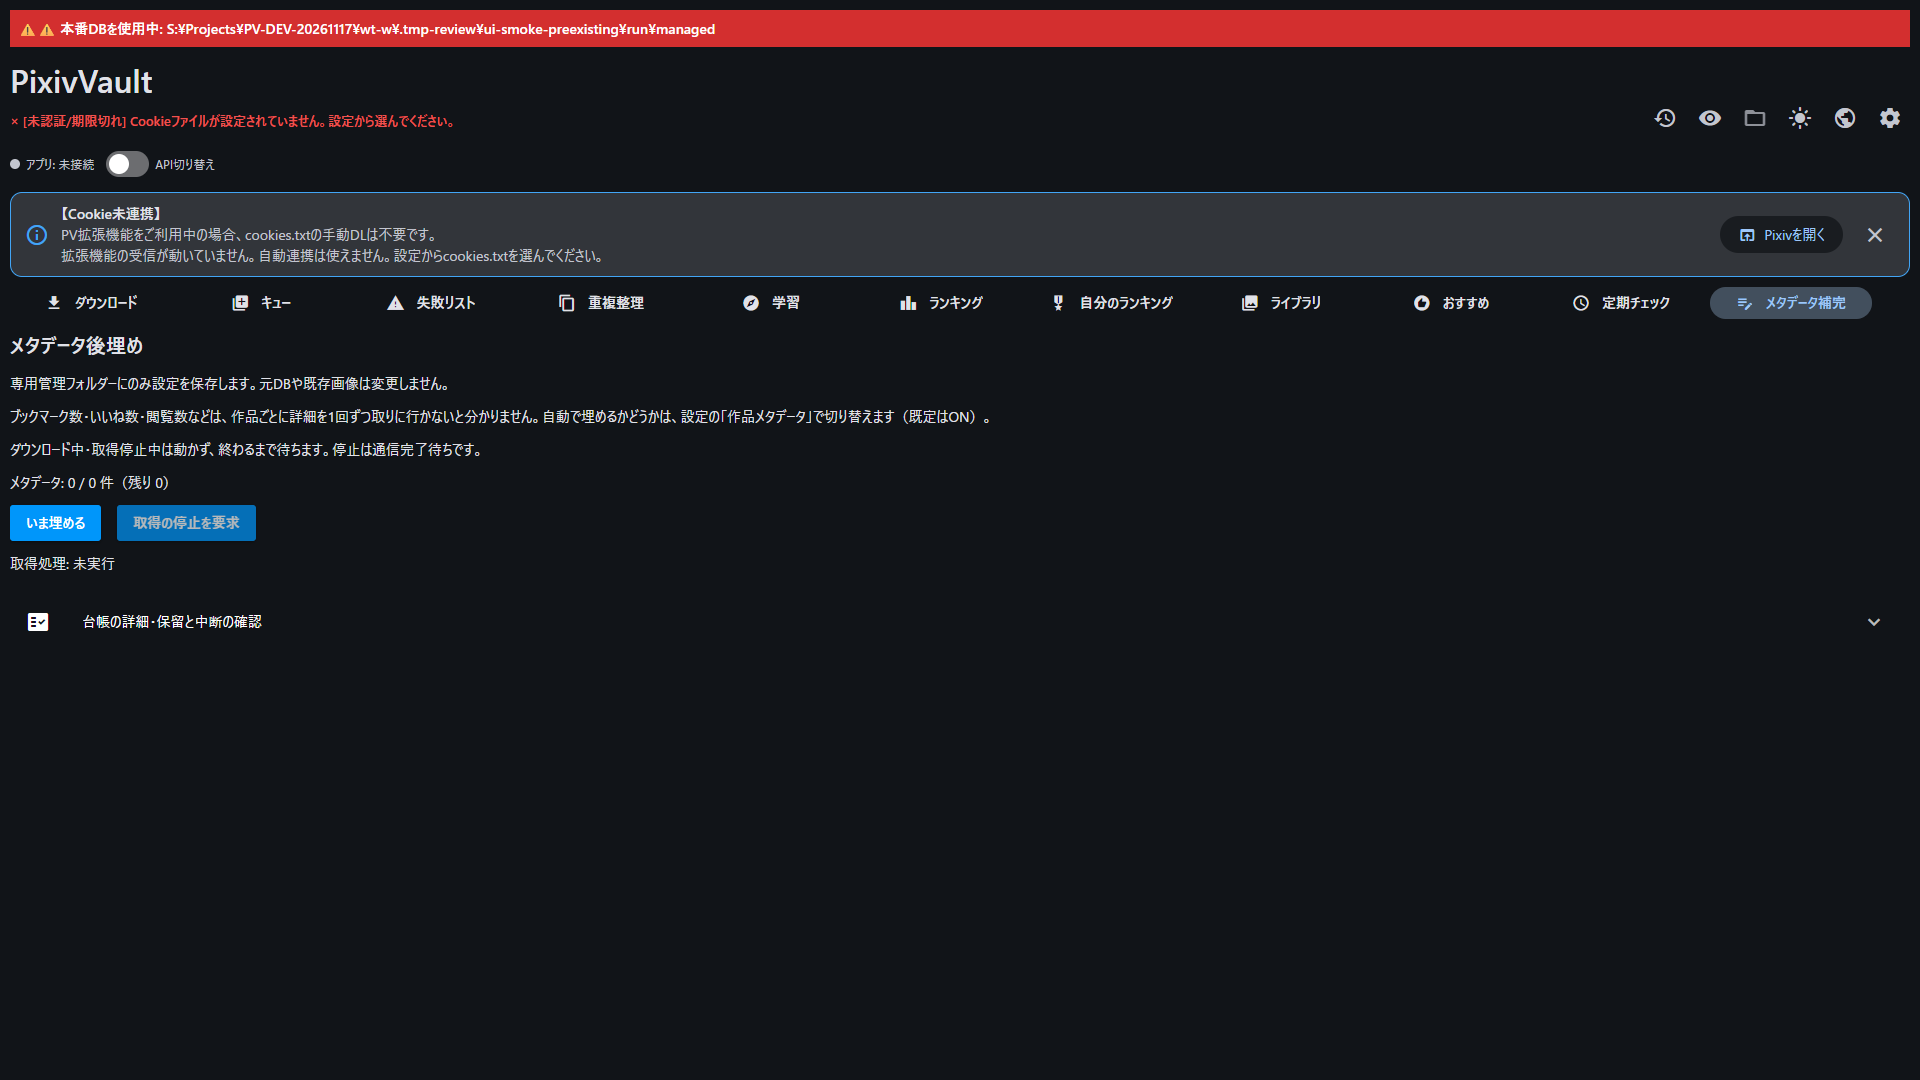 本番DBを使用中: S:¥Projects¥PV-DEV-20261117¥wt-w¥.tmp-review¥ui-smoke-preexisting¥run¥managed
PixivVault
× [未認証/期限切れ] Cookieファイルが設定されていません。設定から選んでください。
アプリ: 未接続 API切り替え
【Cookie未連携】
PV拡張機能をご利用中の場合、cookies.txtの手動DLは不要です。
拡張機能の受信が動いていません。自動連携は使えません。設定からcookies.txtを選んでください。
Pixivを開く
ダウンロード キュー 失敗リスト 重複整理 学習 ランキング 自分のランキング ライブラリ おすすめ 定期チェック メタデータ補完
メタデータ後埋め
専用管理フォルダーにのみ設定を保存します。元DBや既存画像は変更しません。
ブックマーク数・いいね数・閲覧数などは、作品ごとに詳細を1回ずつ取りに行かないと分かりません。自動で埋めるかどうかは、設定の「作品メタデータ」で切り替えます（既定はON）。
ダウンロード中・取得停止中は動かず、終わるまで待ちます。停止は通信完了待ちです。
メタデータ: 0 / 0 件（残り 0）
いま埋める 取得の停止を要求
取得処理: 未実行
台帳の詳細・保留と中断の確認